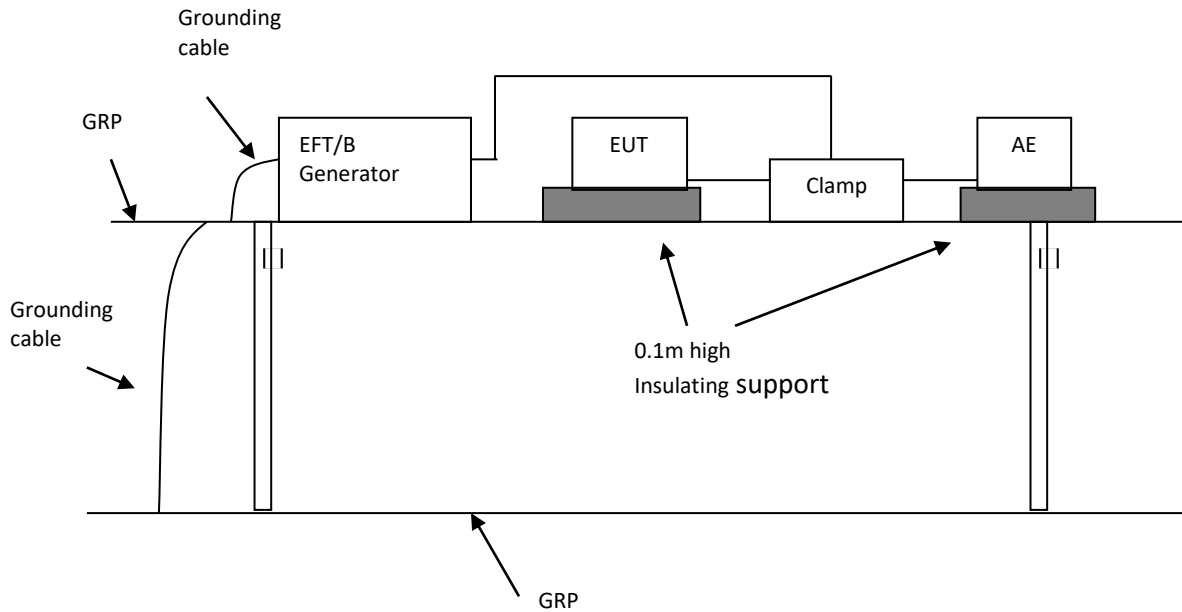 Grounding
cable
GRP
EFT/B
Generator
EUT
Clamp
AE
Grounding
cable
0.1m high
Insulating support
GRP